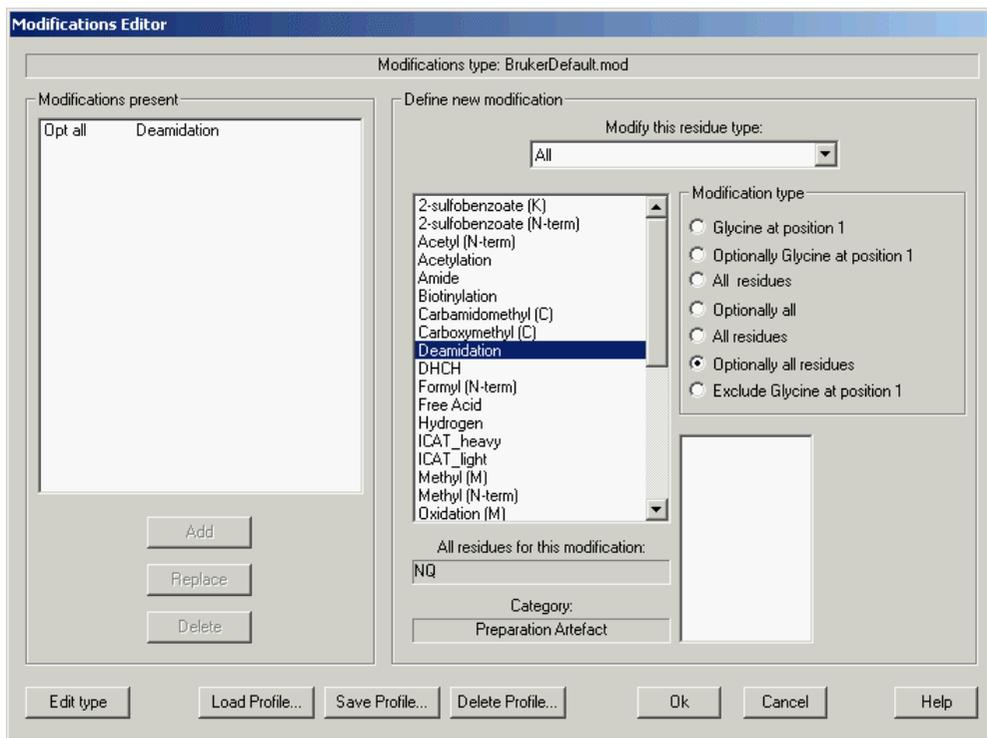 Modifications Editor
Modifications type: BrukerDefault.mod
Modifications present
Opt all Deamidation
Add
Replace
Delete
Define new modification
Modify this residue type:
All
2-sulfobenzoate (K)
2-sulfobenzoate (N-term)
Acetyl (N-term)
Acetylation
Amide
Biotinylation
Carbamidomethyl (C)
Carboxymethyl (C)
Deamidation
DHCH
Formyl (N-term)
Free Acid
Hydrogen
ICAT_heavy
ICAT_light
Methyl (M)
Methyl (N-term)
Oxidation (M)
Modification type
Glycine at position 1
Optionally Glycine at position 1
All residues
Optionally all
All residues
Optionally all residues
Exclude Glycine at position 1
All residues for this modification:
NQ
Category:
Preparation Artefact
Edit type
Load Profile...
Save Profile...
Delete Profile...
Ok
Cancel
Help